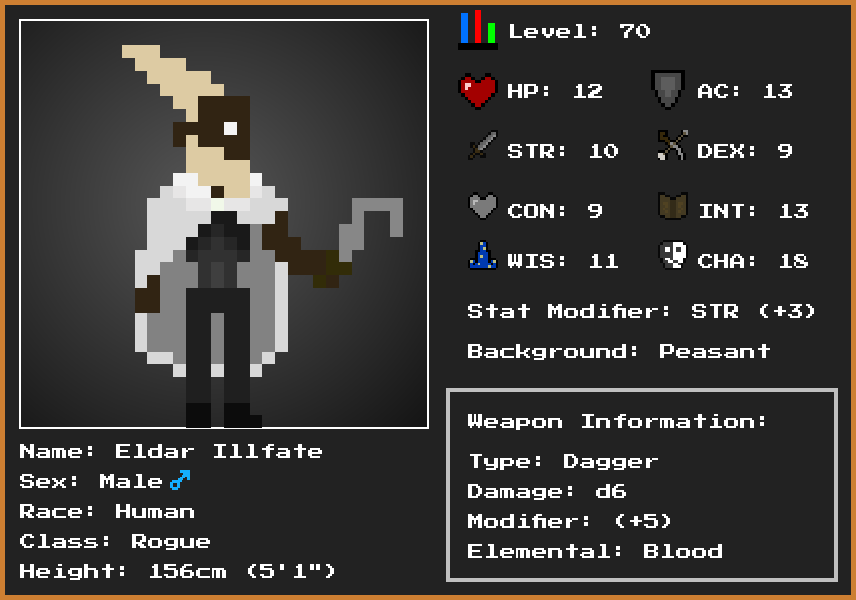 Level: 70
HP: 12
AC: 13
STR: 10
DEX: 9
CON: 9
INT: 13
WIS: 11
CHA: 18
Stat Modifier: STR (+3)
Background: Peasant
Weapon Information:
Type: Dagger
Damage: d6
Modifier: (+5)
Elemental: Blood
Name: Eldar Illfate
Sex: Male♂
Race: Human
Class: Rogue
Height: 156cm (5'1")